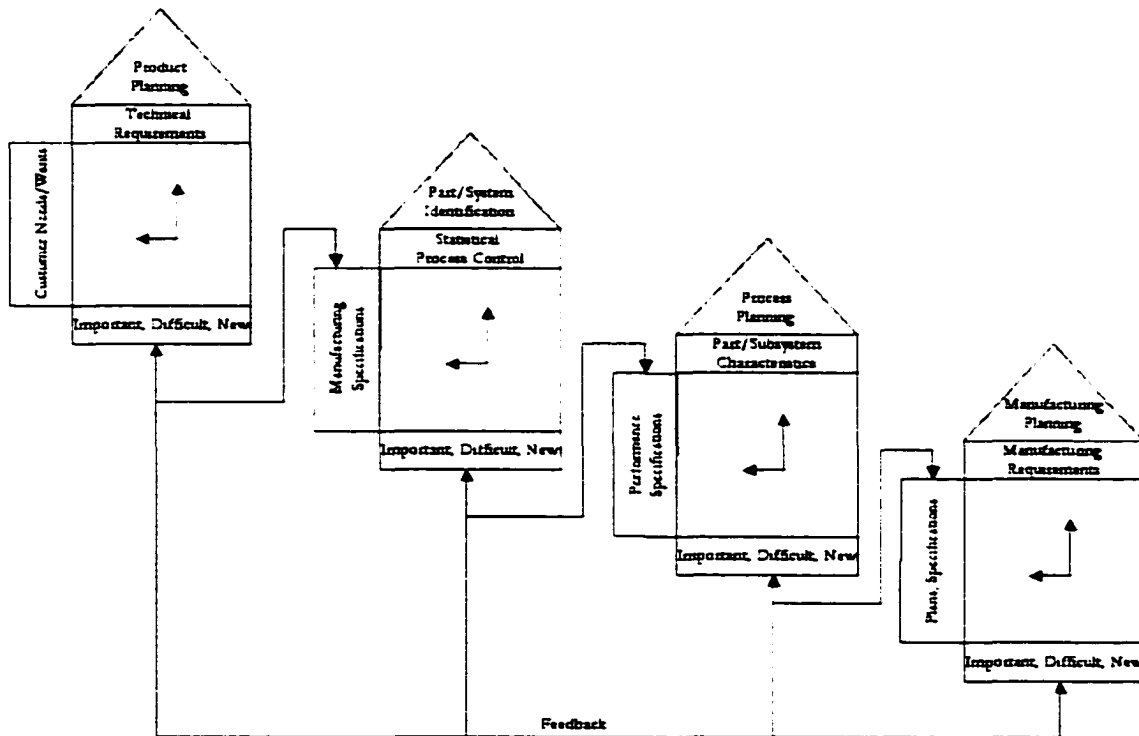 Product
Planning
Technical
Requirements
Customer Needs/Wants
Important, Difficult, New
Part/System
Identification
Statistical
Process Control
Manufacturing
Specifications
Important, Difficult, New
Process
Planning
Part/Subsystem
Characteristics
Performance
Specifications
Important, Difficult, New
Manufacturing
Planning
Manufacturing
Requirements
Plans, Specifications
Important, Difficult, New
Feedback